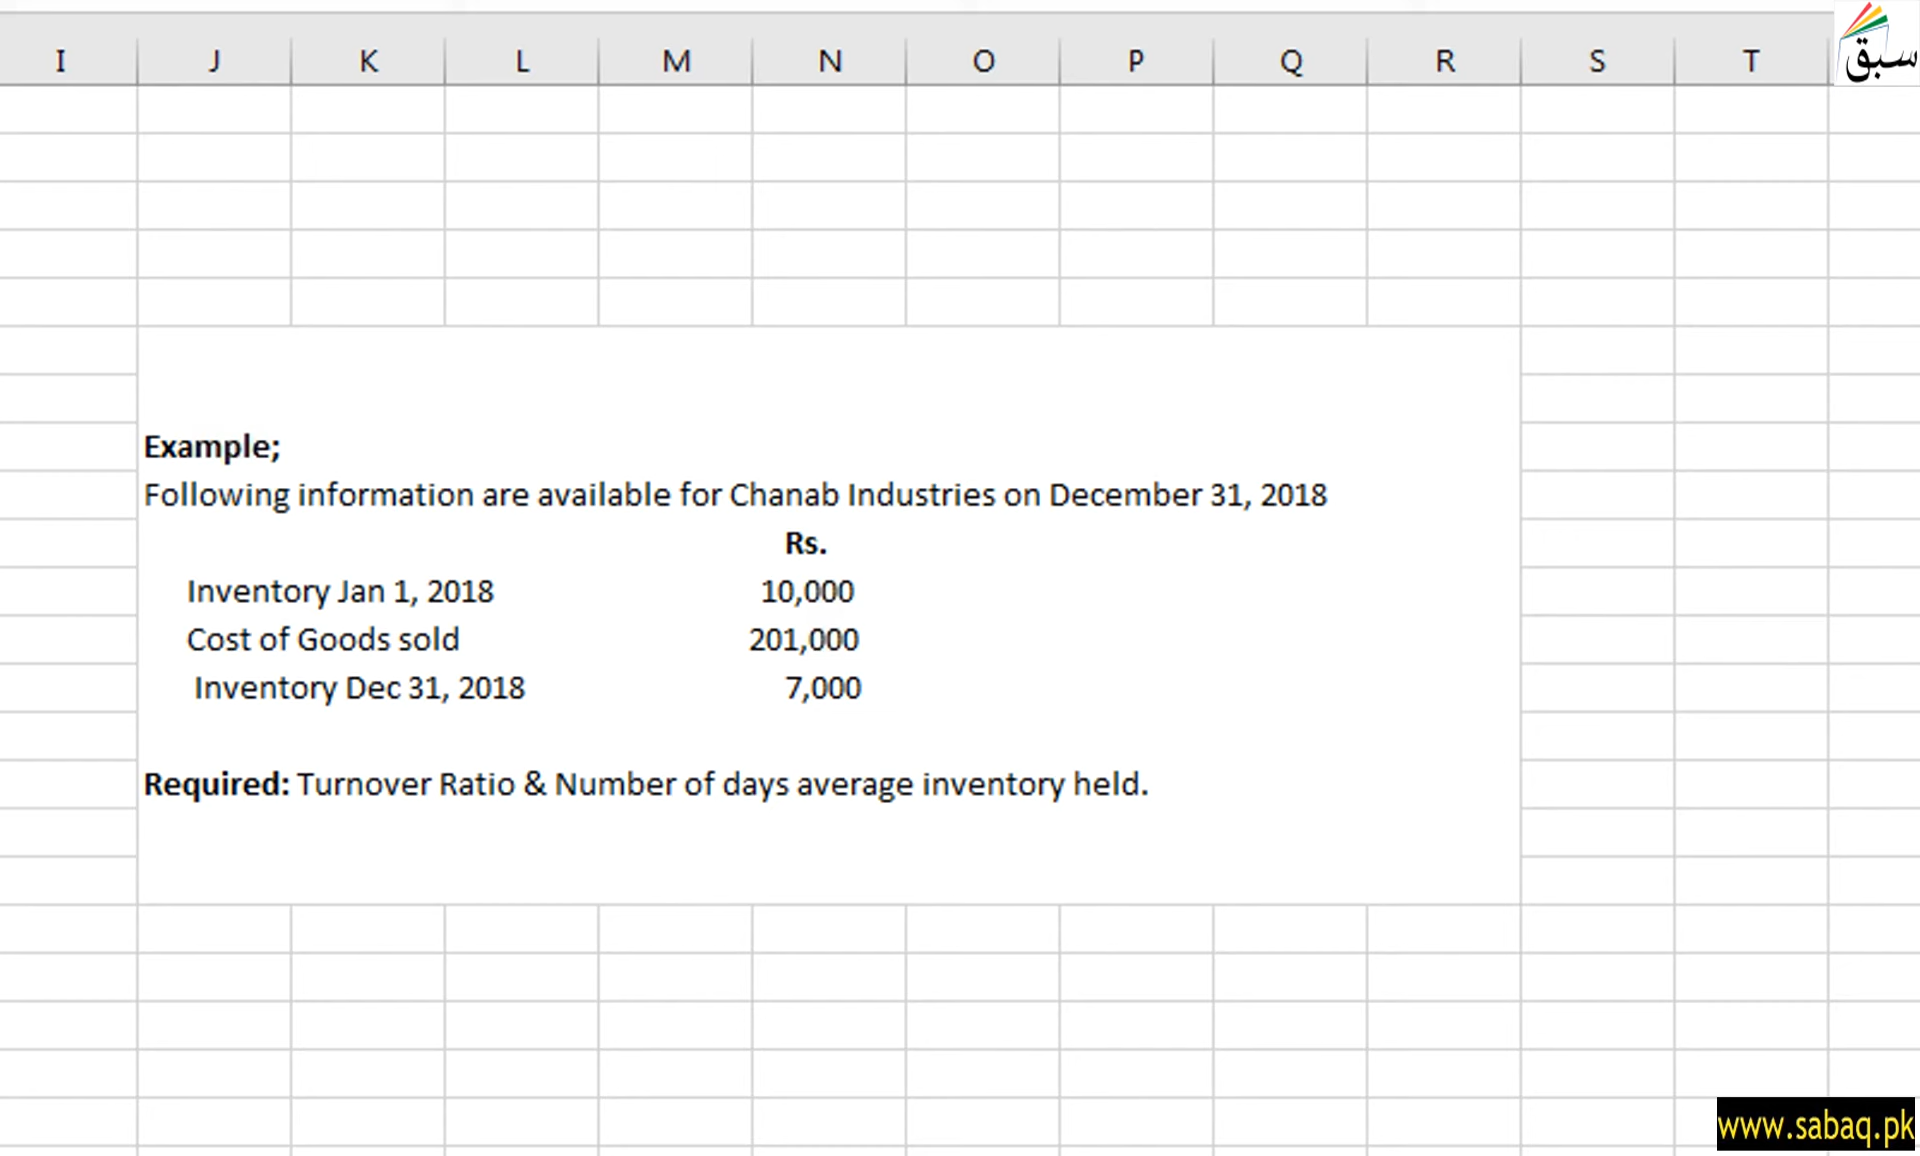 I J K L M N O P Q R S T
سبق
Example;
Following information are available for Chanab Industries on December 31, 2018
Rs.
Inventory Jan 1, 2018 10,000
Cost of Goods sold 201,000
Inventory Dec 31, 2018 7,000
Required: Turnover Ratio & Number of days average inventory held.
www.sabaq.pk